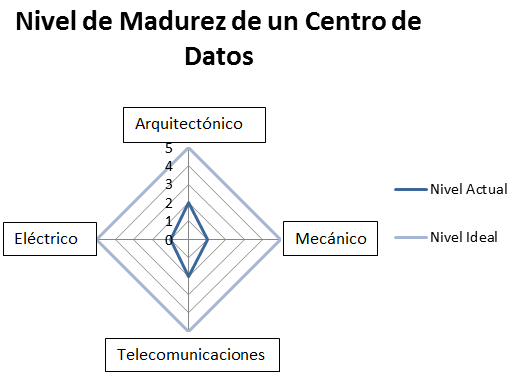 Nivel de Madurez de un Centro de
Datos
Arquitectónico
5
4
3
2
1
0
Eléctrico
Mecánico
Telecomunicaciones
Nivel Actual
Nivel Ideal